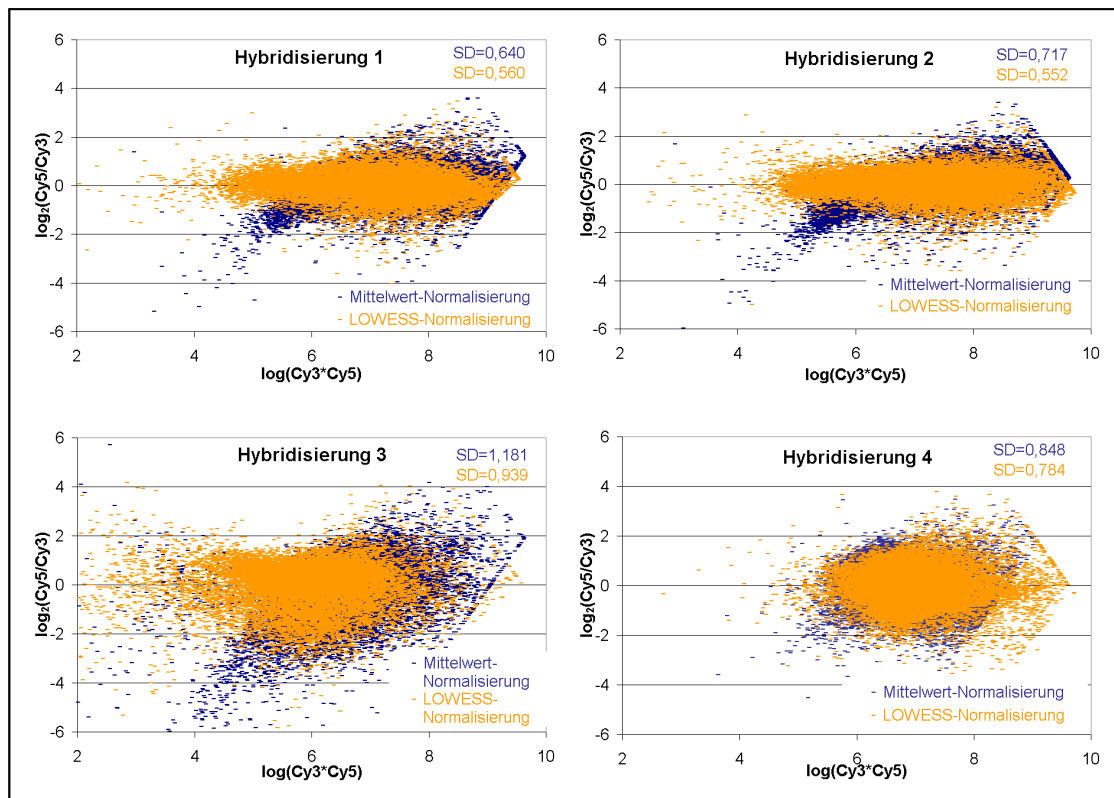 Hybridisierung 1
SD=0,640
SD=0,560
6
4
2
0
-2
-4
-6
log2(Cy5/Cy3)
- Mittelwert-Normalisierung
- LOWESS-Normalisierung
2 4 6 8 10
log(Cy3*Cy5)
Hybridisierung 2
SD=0,717
SD=0,552
6
4
2
0
-2
-4
-6
log2(Cy5/Cy3)
- Mittelwert-Normalisierung
- LOWESS-Normalisierung
2 4 6 8 10
log(Cy3*Cy5)
Hybridisierung 3
SD=1,181
SD=0,939
6
4
2
0
-2
-4
-6
log2(Cy5/Cy3)
- Mittelwert-
Normalisierung
- LOWESS-
Normalisierung
2 4 6 8 10
log(Cy3*Cy5)
Hybridisierung 4
SD=0,848
SD=0,784
6
4
2
0
-2
-4
-6
log2(Cy5/Cy3)
- Mittelwert-Normalisierung
- LOWESS-Normalisierung
2 4 6 8 10
log(Cy3*Cy5)